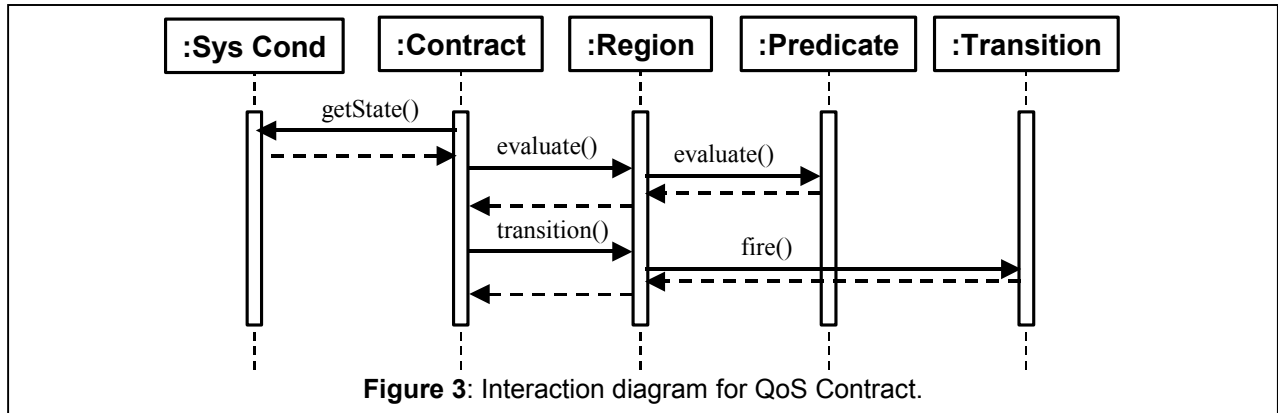 :Sys Cond :Contract :Region :Predicate :Transition
getState()
evaluate() evaluate()
transition()
fire()
Figure 3: Interaction diagram for QoS Contract.